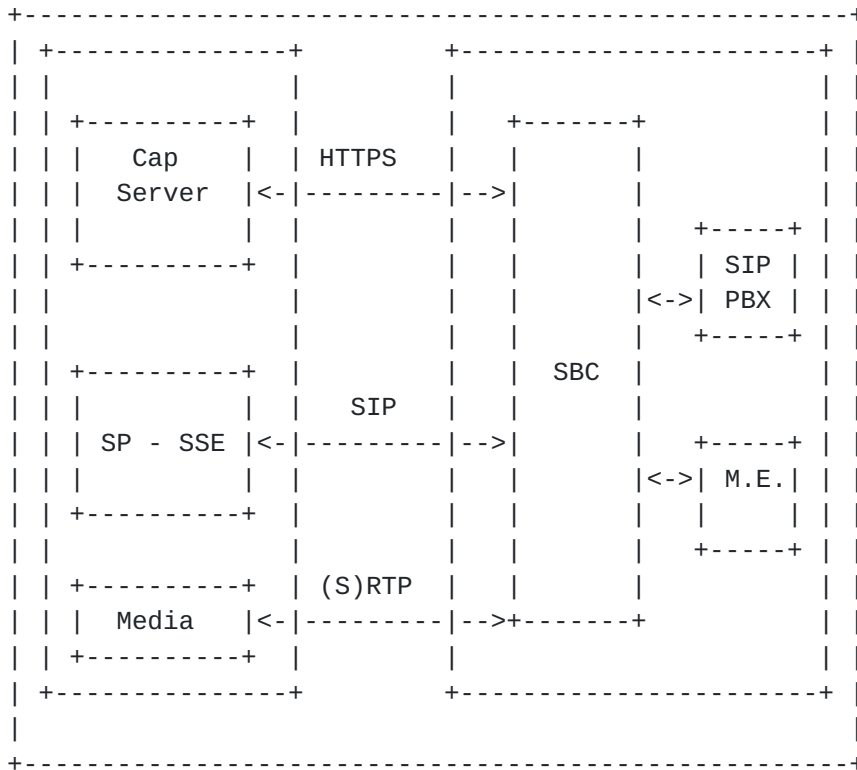 Cap HTTPS
Server
SIP
PBX
SBC
SIP
SP - SSE
M.E.
(S)RTP
Media